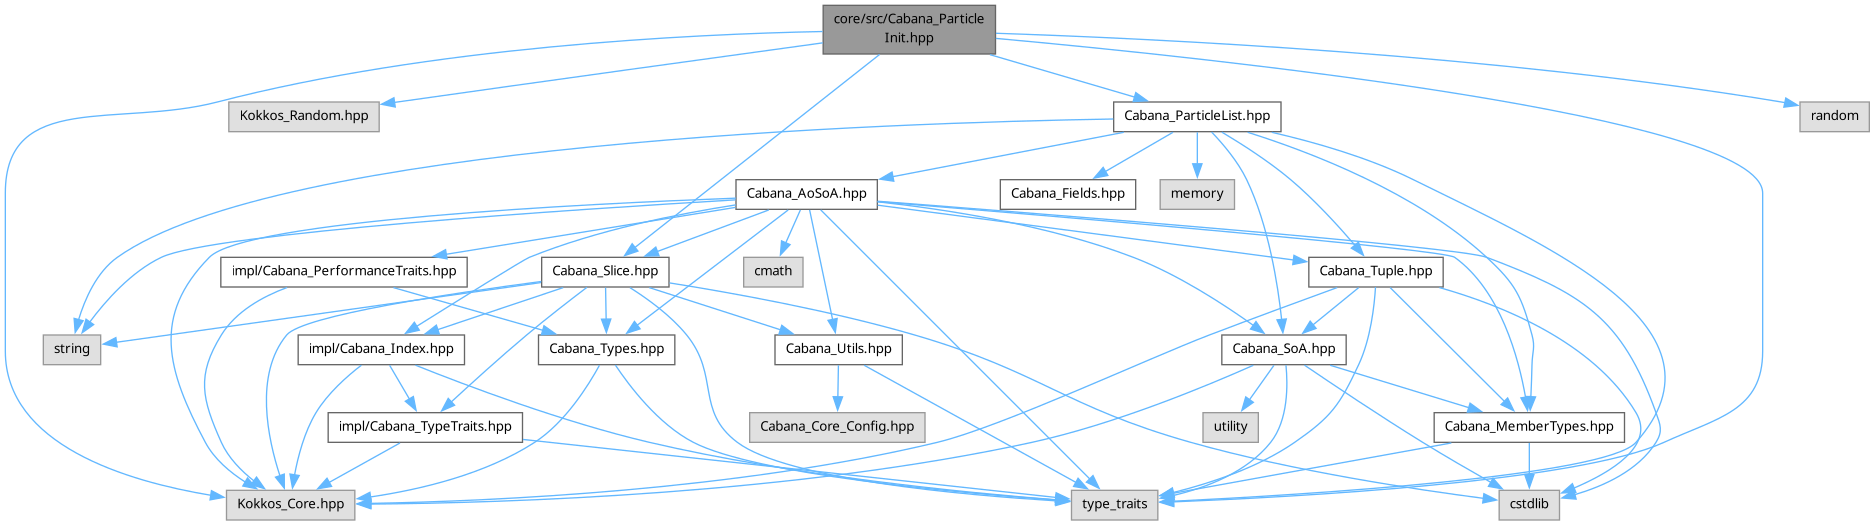 core/src/Cabana_Particle
Init.hpp
Kokkos_Random.hpp
Cabana_ParticleList.hpp
random
Cabana_AoSoA.hpp
Cabana_Fields.hpp
memory
impl/Cabana_PerformanceTraits.hpp
Cabana_Slice.hpp
cmath
Cabana_Tuple.hpp
string
impl/Cabana_Index.hpp
Cabana_Types.hpp
Cabana_Utils.hpp
Cabana_SoA.hpp
impl/Cabana_TypeTraits.hpp
Cabana_Core_Config.hpp
utility
Cabana_MemberTypes.hpp
Kokkos_Core.hpp
type_traits
cstdlib